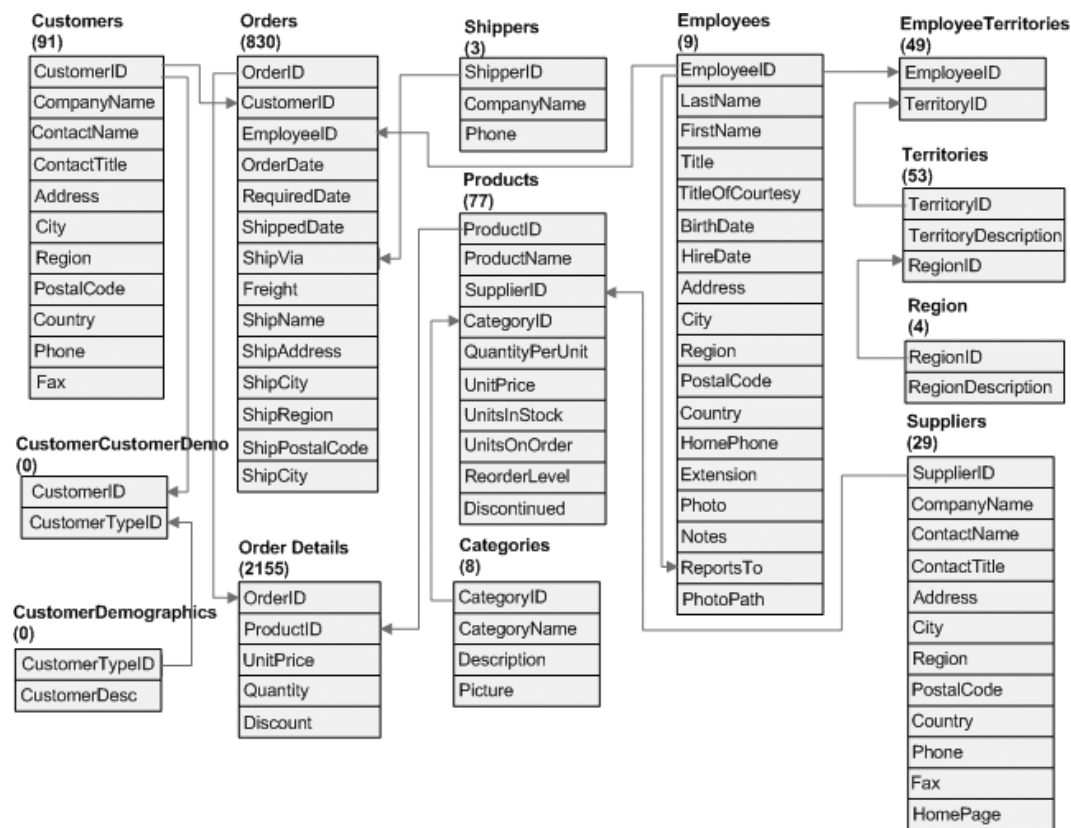 Customers
(91)
CustomerID
CompanyName
ContactName
ContactTitle
Address
City
Region
PostalCode
Country
Phone
Fax
CustomerCustomerDemo
(0)
CustomerID
CustomerTypeID
CustomerDemographics
(0)
CustomerTypeID
CustomerDesc
Orders
(830)
OrderID
CustomerID
EmployeeID
OrderDate
RequiredDate
ShippedDate
ShipVia
Freight
ShipName
ShipAddress
ShipCity
ShipRegion
ShipPostalCode
ShipCity
Order Details
(2155)
OrderID
ProductID
UnitPrice
Quantity
Discount
Shippers
(3)
ShipperID
CompanyName
Phone
Products
(77)
ProductID
ProductName
SupplierID
CategoryID
QuantityPerUnit
UnitPrice
UnitsInStock
UnitsOnOrder
ReorderLevel
Discontinued
Categories
(8)
CategoryID
CategoryName
Description
Picture
Employees
(9)
EmployeeID
LastName
FirstName
Title
TitleOfCourtesy
BirthDate
HireDate
Address
City
Region
PostalCode
Country
HomePhone
Extension
Photo
Notes
ReportsTo
PhotoPath
EmployeeTerritories
(49)
EmployeeID
TerritoryID
Territories
(53)
TerritoryID
TerritoryDescription
RegionID
Region
(4)
RegionID
RegionDescription
Suppliers
(29)
SupplierID
CompanyName
ContactName
ContactTitle
Address
City
Region
PostalCode
Country
Phone
Fax
HomePage